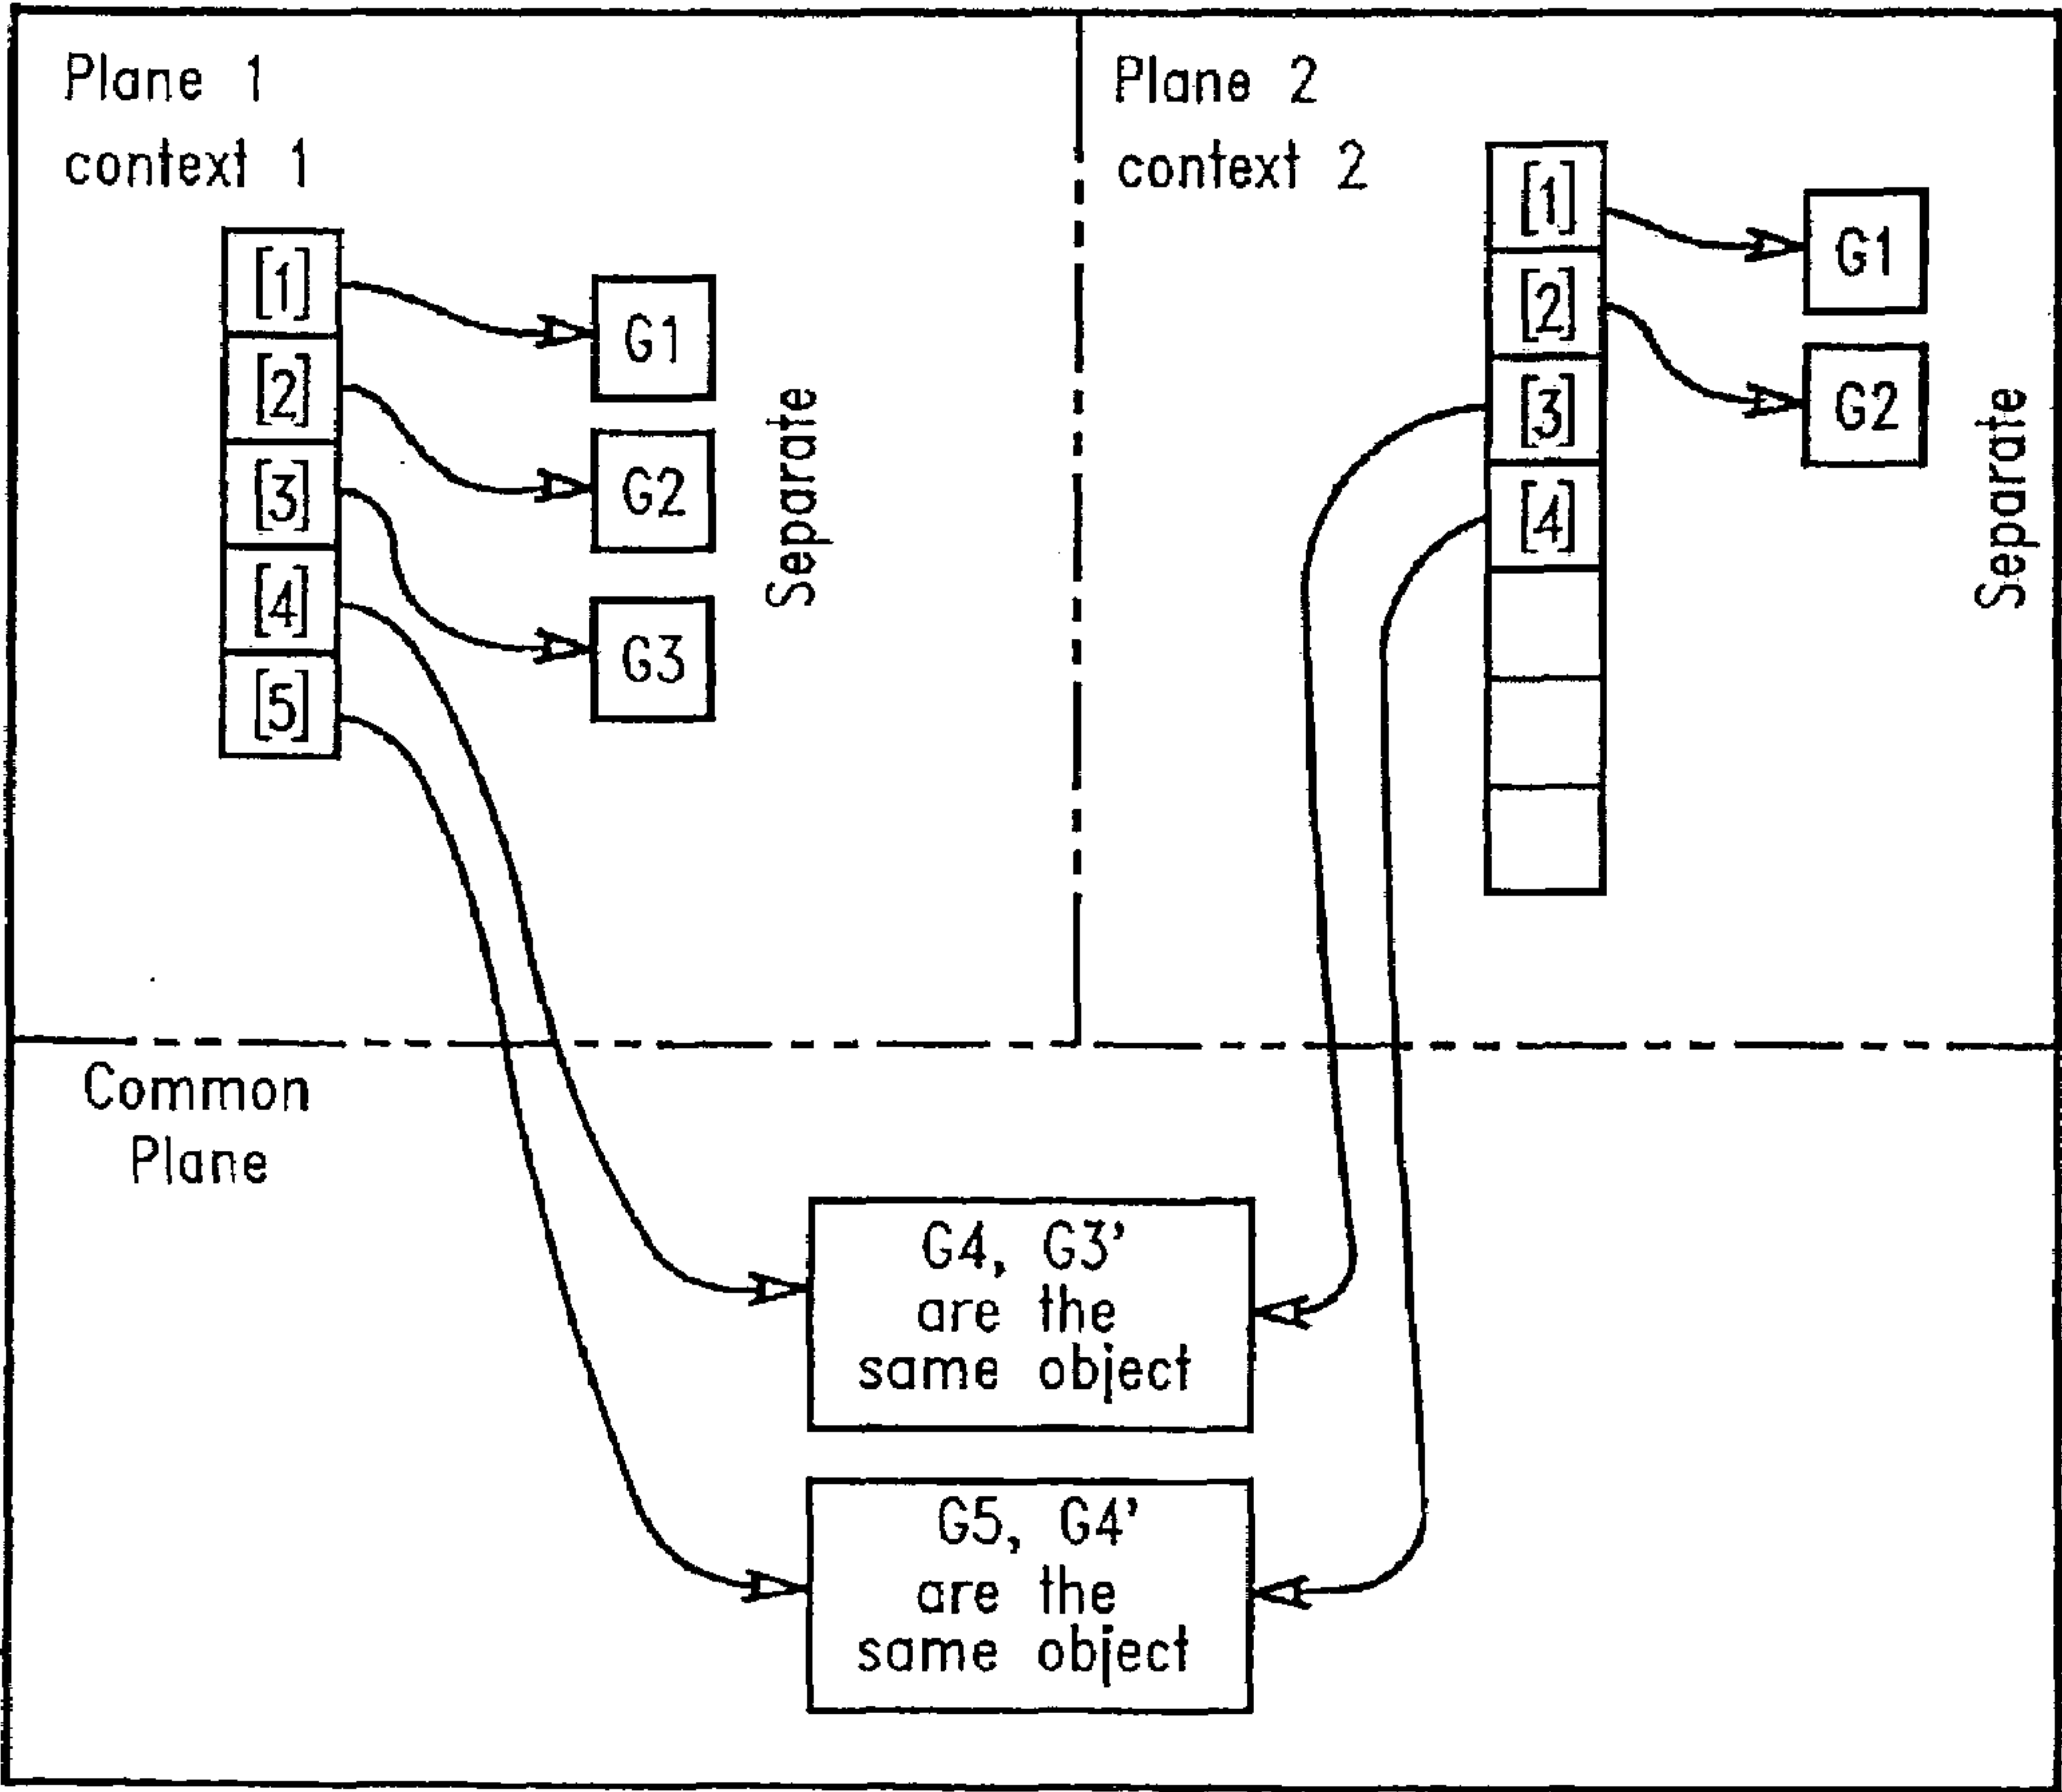 Plane 1
context 1
[1]
[2]
[3]
[4]
[5]
G1
G2
G3
Separate
Plane 2
context 2
[1]
[2]
[3]
[4]
G1
G2
Separate
Common
Plane
G4, G3'
are the
same object
G5, G4'
are the
same object